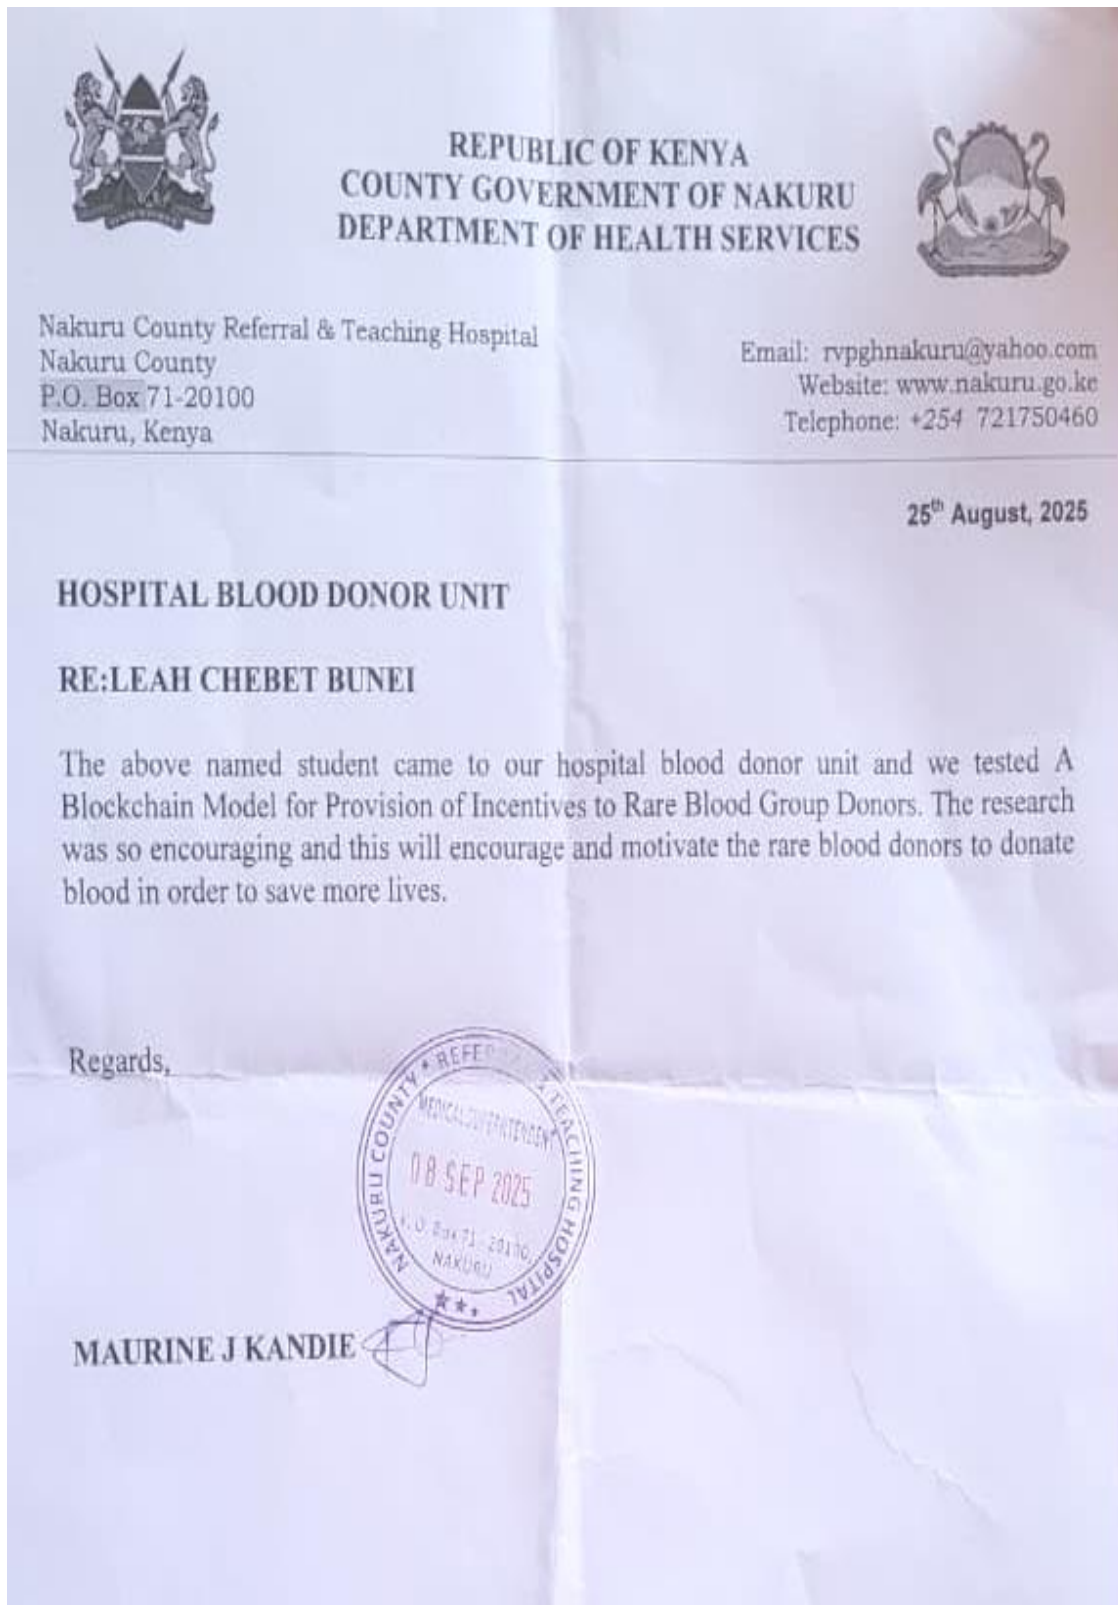 REPUBLIC OF KENYA
COUNTY GOVERNMENT OF NAKURU
DEPARTMENT OF HEALTH SERVICES
Nakuru County Referral & Teaching Hospital
Nakuru County
P.O. Box 71-20100
Nakuru, Kenya
Email: rvpghnakuru@yahoo.com
Website: www.nakuru.go.ke
Telephone: +254 721750460
25th August, 2025
HOSPITAL BLOOD DONOR UNIT
RE:LEAH CHEBET BUNEI
The above named student came to our hospital blood donor unit and we tested A
Blockchain Model for Provision of Incentives to Rare Blood Group Donors. The research
was so encouraging and this will encourage and motivate the rare blood donors to donate
blood in order to save more lives.
Regards,
NAKURU COUNTY * & TEACHING HOSPITAL
MEDICAL SUPERINTENDENT
08 SEP 2025
P. O. Box 71 - 20100,
NAKURU
MAURINE J KANDIE